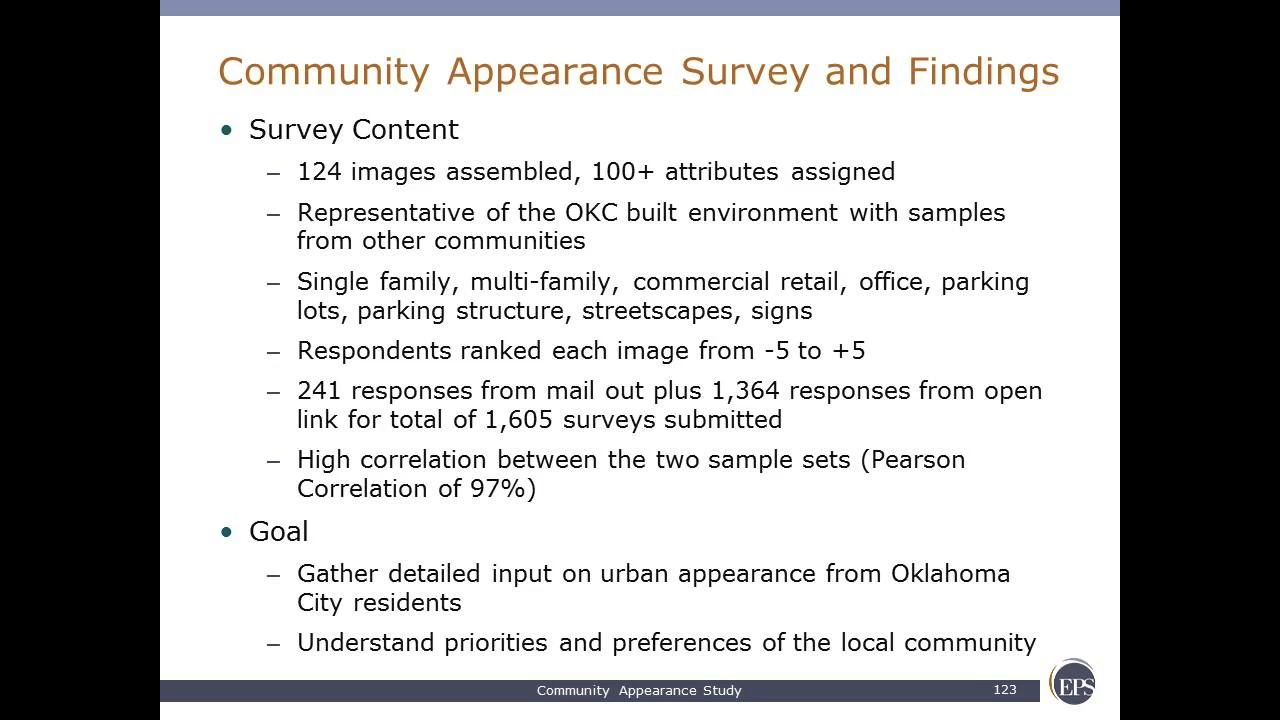 Community Appearance Survey and Findings
• Survey Content
– 124 images assembled, 100+ attributes assigned
– Representative of the OKC built environment with samples
from other communities
– Single family, multi-family, commercial retail, office, parking
lots, parking structure, streetscapes, signs
– Respondents ranked each image from -5 to +5
– 241 responses from mail out plus 1,364 responses from open
link for total of 1,605 surveys submitted
– High correlation between the two sample sets (Pearson
Correlation of 97%)
• Goal
– Gather detailed input on urban appearance from Oklahoma
City residents
– Understand priorities and preferences of the local community
Community Appearance Study
123
EPS